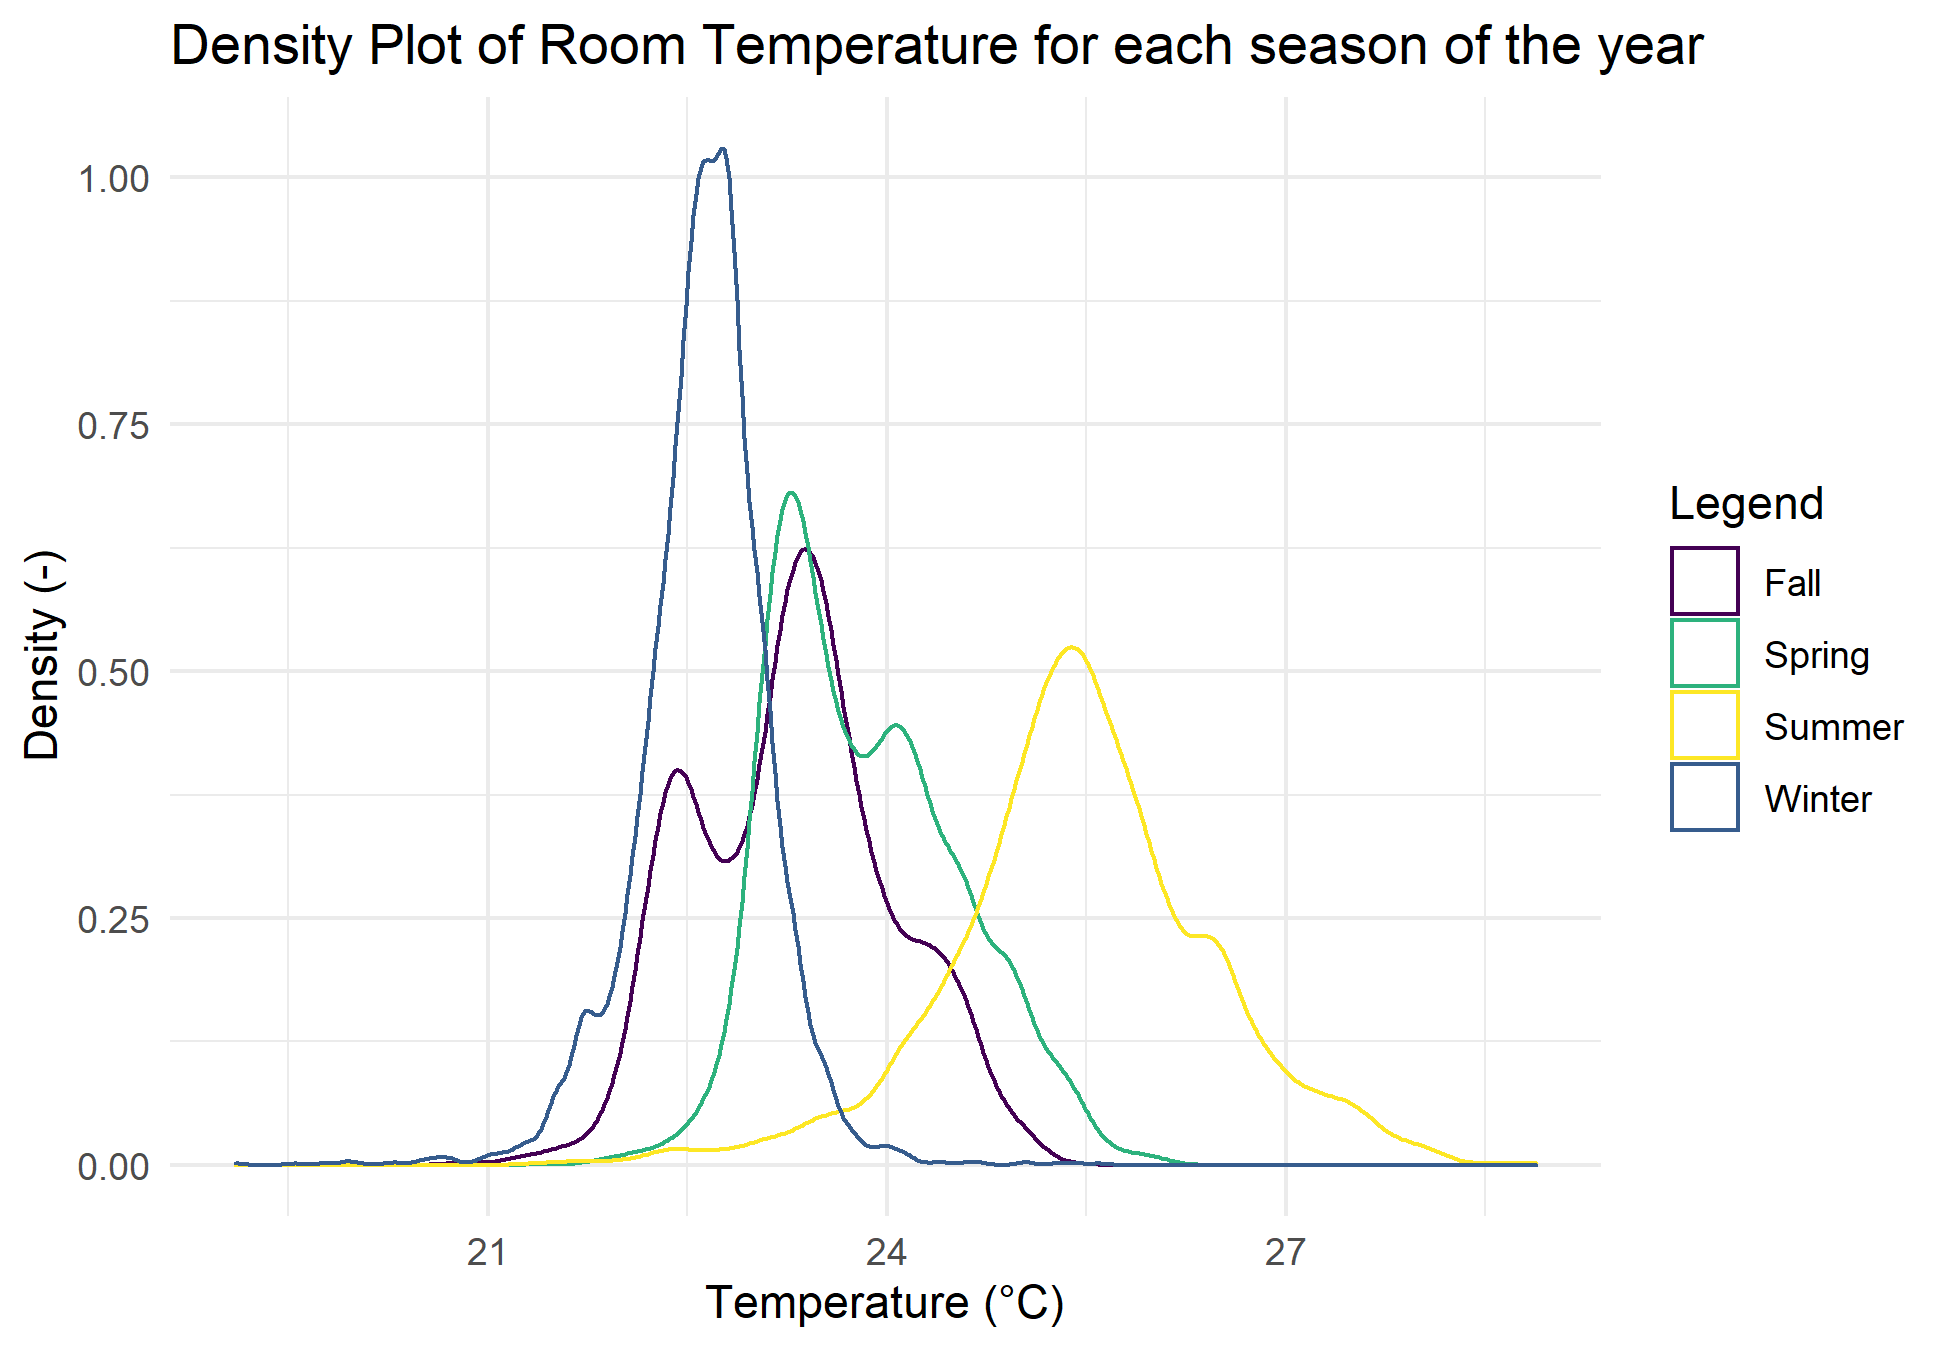 Density Plot of Room Temperature for each season of the year
1.00
0.75
0.50
0.25
0.00
Density (-)
21 24 27
Temperature (°C)
Legend
Fall
Spring
Summer
Winter